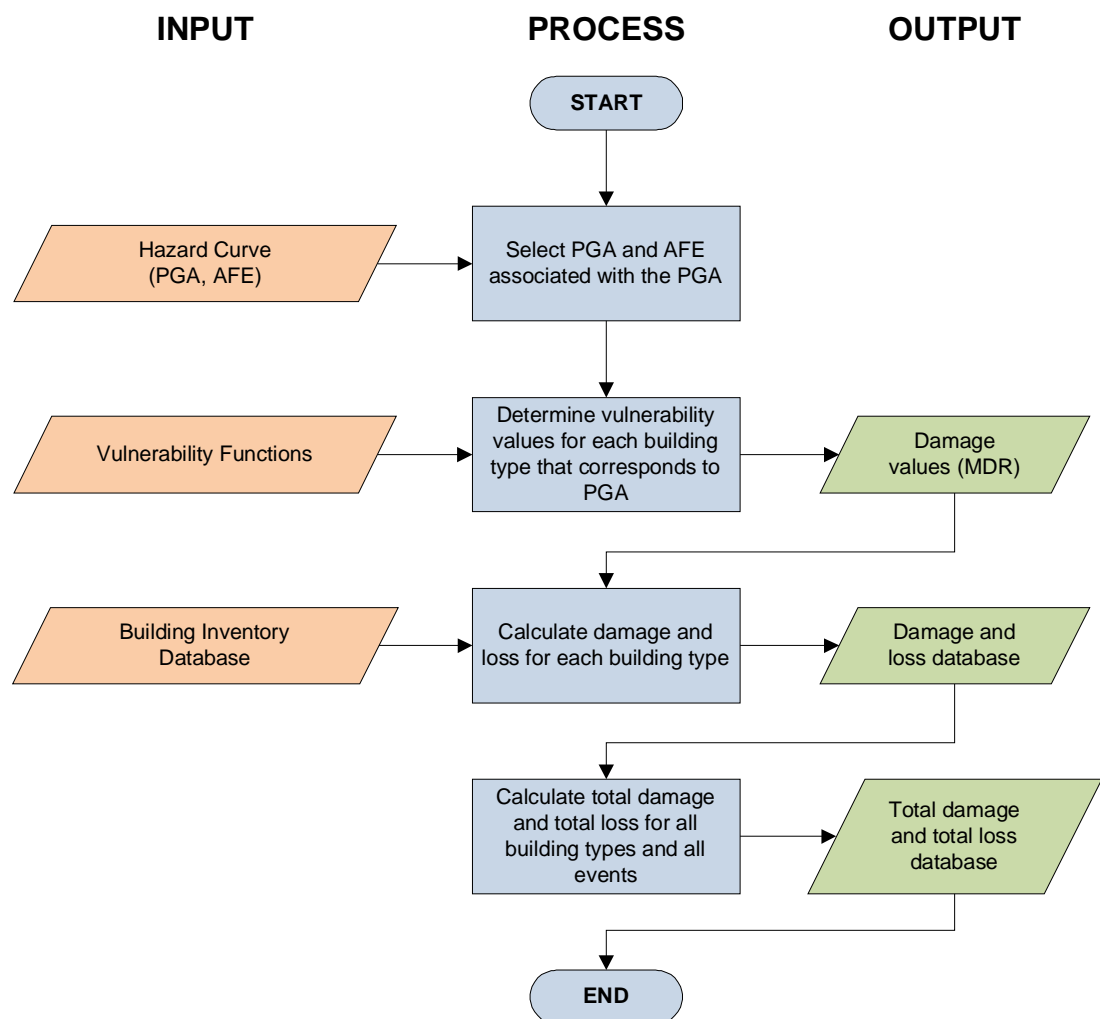 INPUT
PROCESS
OUTPUT
START
Hazard Curve
(PGA, AFE)
Select PGA and AFE
associated with the PGA
Vulnerability Functions
Determine vulnerability
values for each building
type that corresponds to
PGA
Damage
values (MDR)
Building Inventory
Database
Calculate damage and
loss for each building type
Damage and
loss database
Calculate total damage
and total loss for all
building types and all
events
Total damage
and total loss
database
END